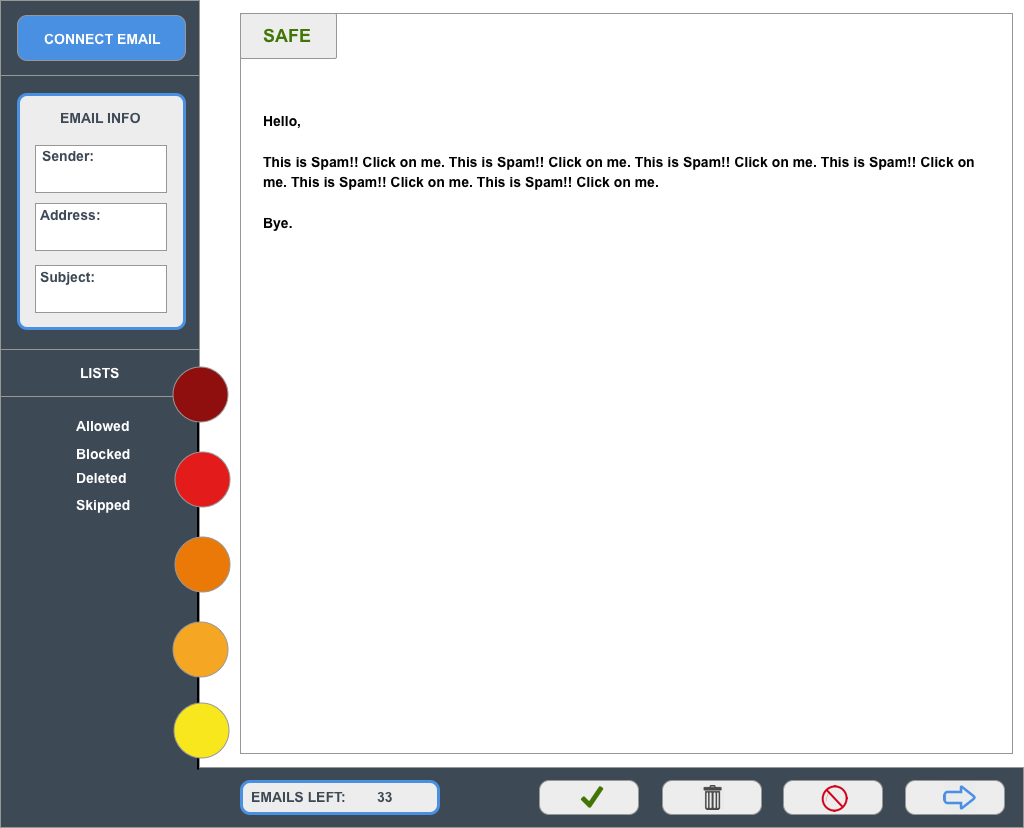 CONNECT EMAIL
EMAIL INFO
Sender:
Address:
Subject:
LISTS
Allowed
Blocked
Deleted
Skipped
SAFE
Hello,
This is Spam!! Click on me. This is Spam!! Click on me. This is Spam!! Click on me. This is Spam!! Click on
me. This is Spam!! Click on me. This is Spam!! Click on me.
Bye.
EMAILS LEFT: 33